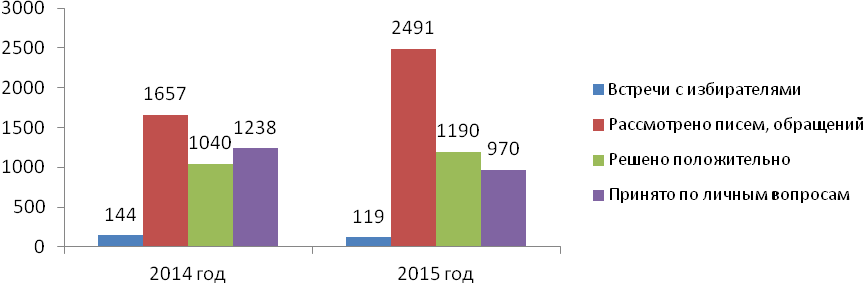 3000
2500
2000
1500
1000
500
0
144
1657
1040
1238
119
2491
1190
970
2014 год
2015 год
Встречи с избирателями
Рассмотрено писем, обращений
Решено положительно
Принято по личным вопросам